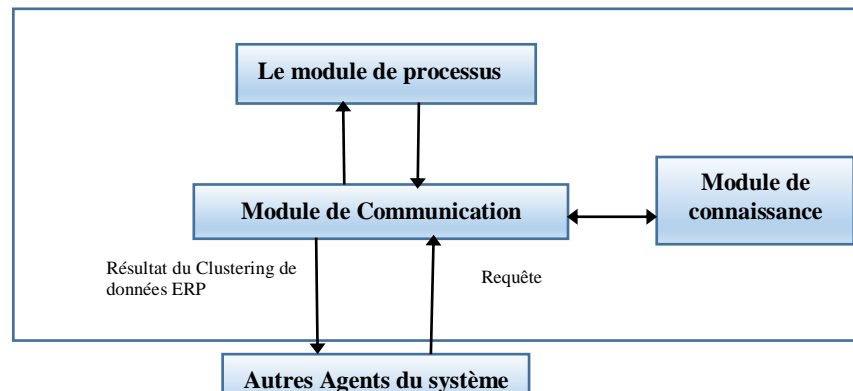 Le module de processus
Module de Communication
Module de
connaissance
Résultat du Clustering de
données ERP
Requête
Autres Agents du système